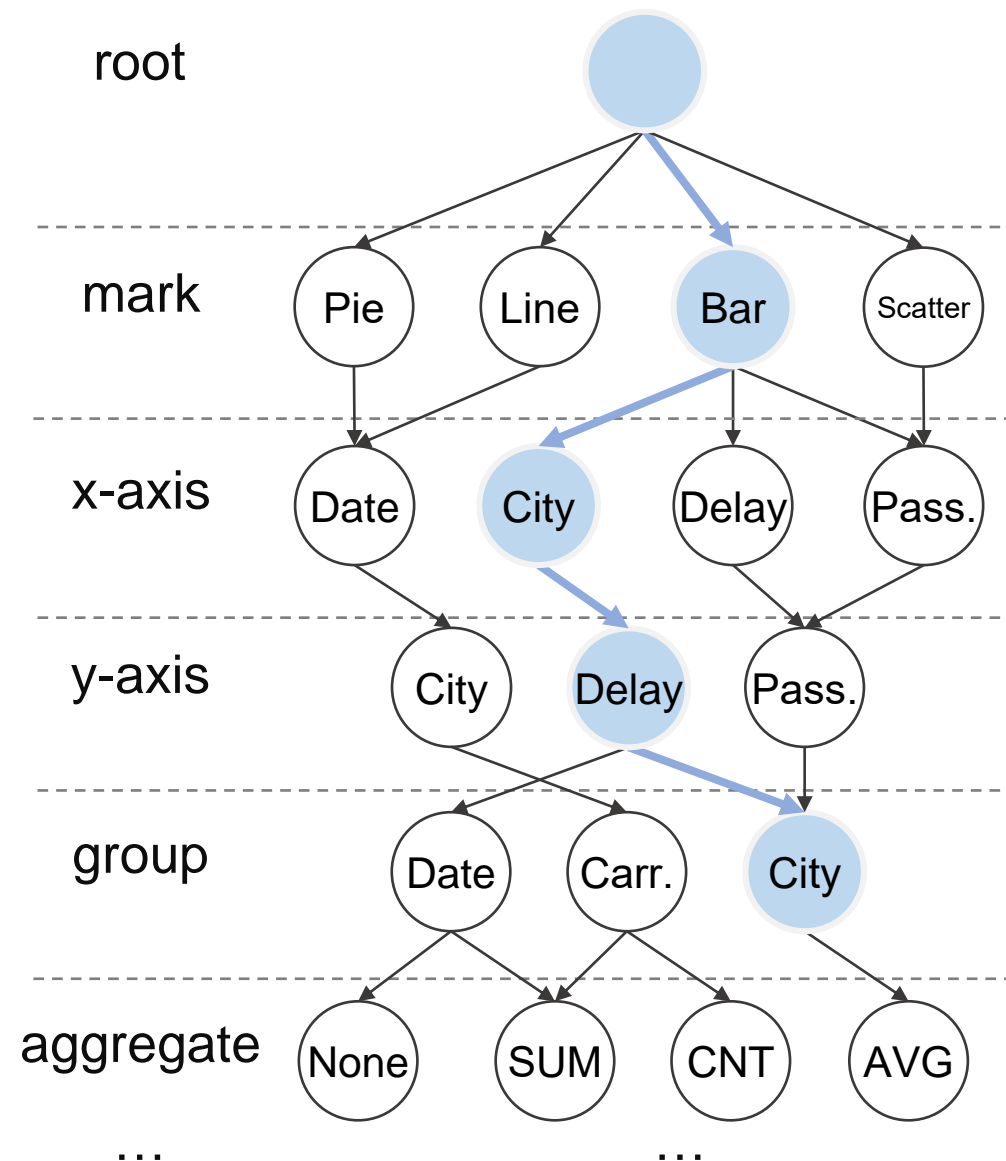 root
mark
Pie
Line
Bar
Scatter
x-axis
Date
City
Delay
Pass.
y-axis
City
Delay
Pass.
group
Date
Carr.
City
aggregate
None
SUM
CNT
AVG
... ...